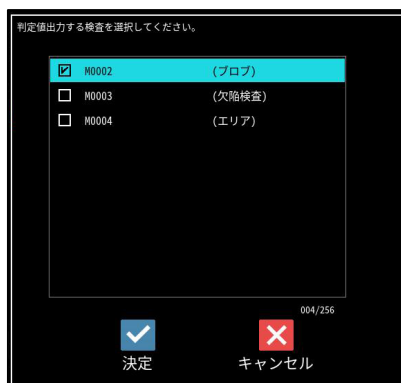 判定値出力する検査を選択してください。
M0002 (ブロブ)
M0003 (欠陥検査)
M0004 (エリア)
004/256
決定 キャンセル